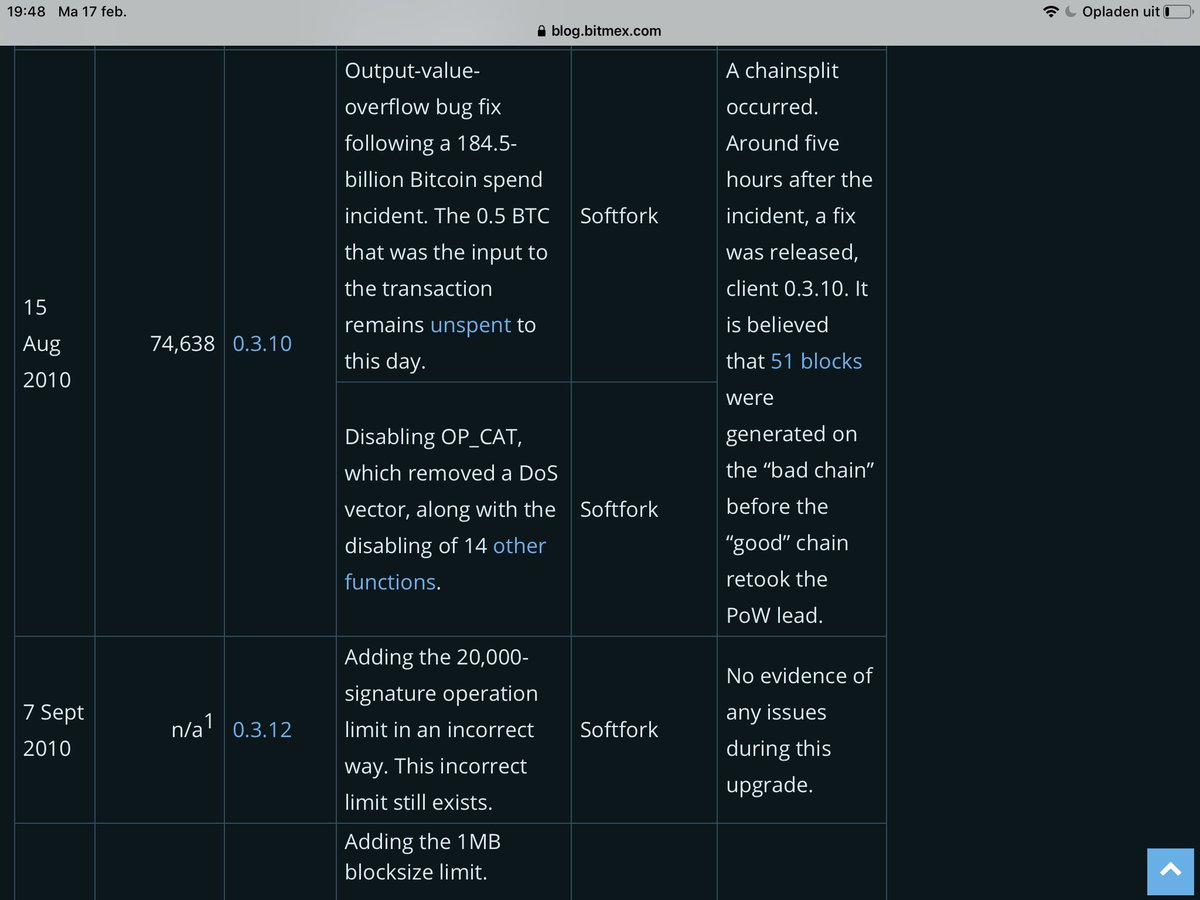 19:48 Ma 17 feb.
Opladen uit
blog.bitmex.com
15
Aug
2010
74,638
0.3.10
Output-value-
overflow bug fix
following a 184.5-
billion Bitcoin spend
incident. The 0.5 BTC
that was the input to
the transaction
remains unspent to
this day.
Softfork
Disabling OP_CAT,
which removed a DoS
vector, along with the
disabling of 14 other
functions.
Softfork
A chainsplit
occurred.
Around five
hours after the
incident, a fix
was released,
client 0.3.10. It
is believed
that 51 blocks
were
generated on
the “bad chain”
before the
“good” chain
retook the
PoW lead.
7 Sept
2010
n/a¹
0.3.12
Adding the 20,000-
signature operation
limit in an incorrect
way. This incorrect
limit still exists.
Softfork
No evidence of
any issues
during this
upgrade.
Adding the 1MB
blocksize limit.